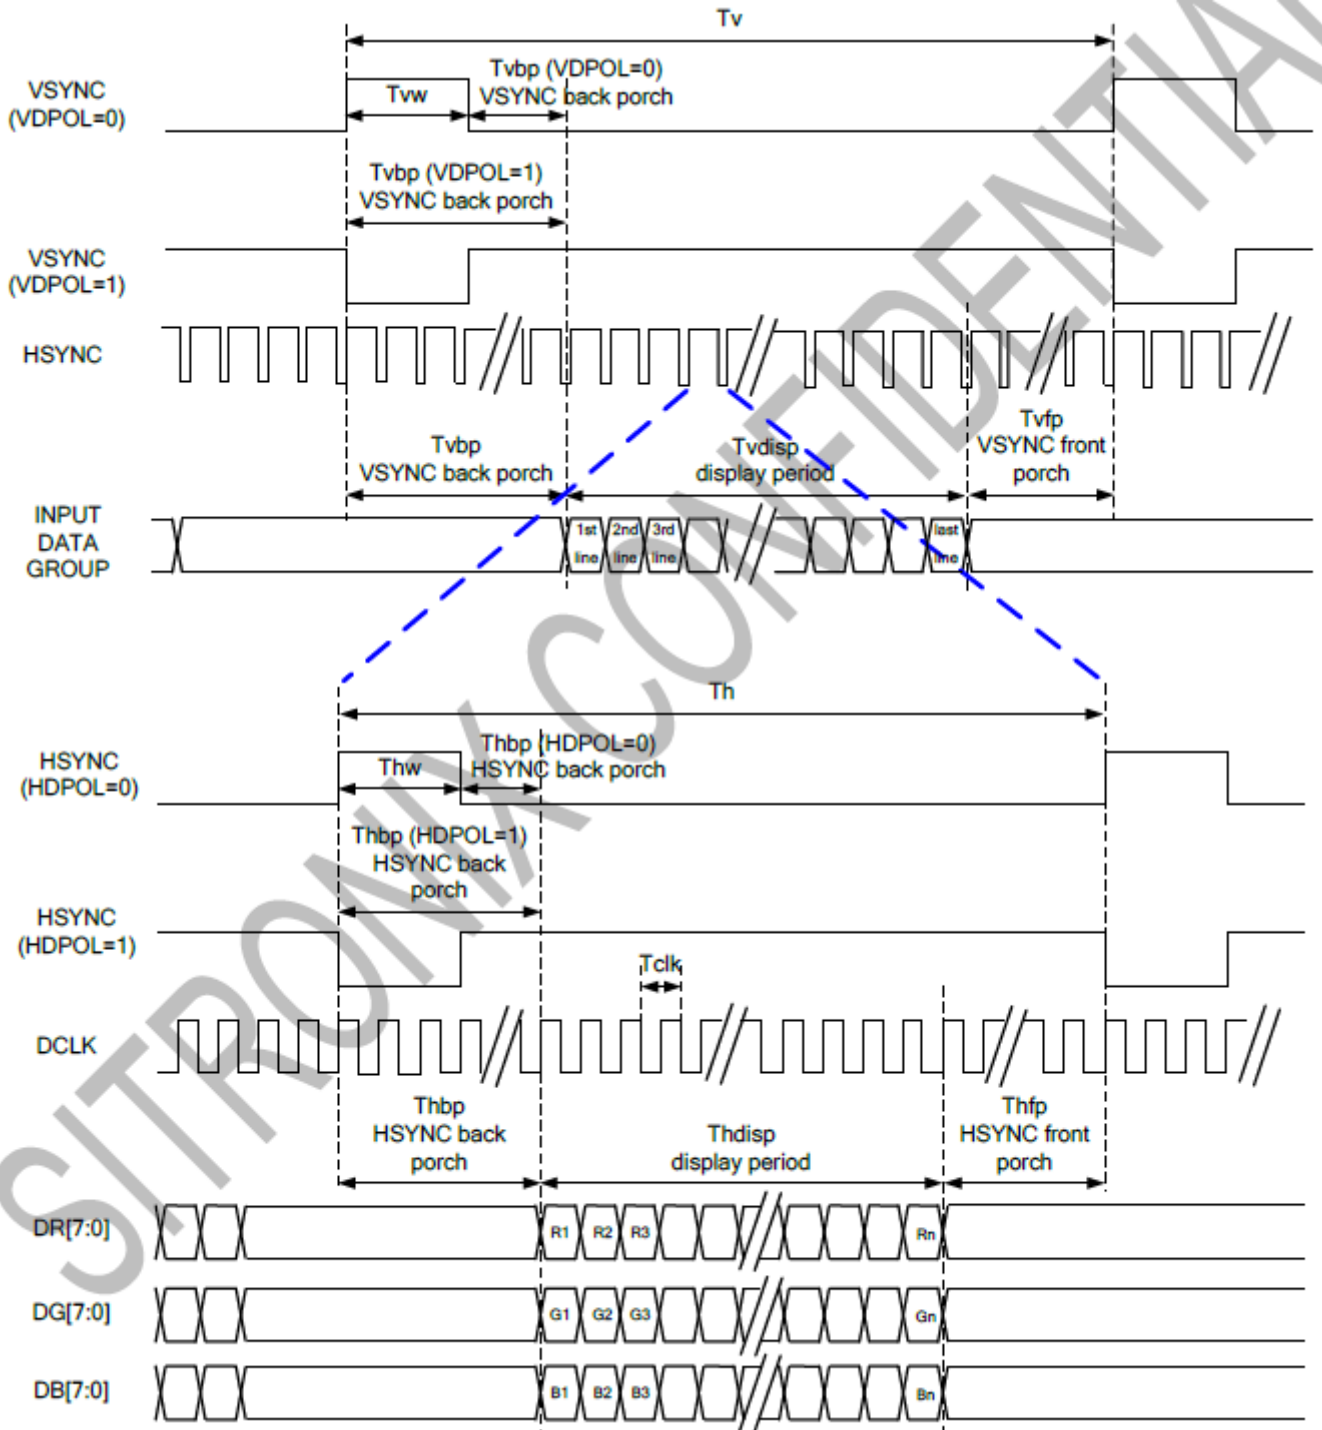 Tv
VSYNC
(VDPOL=0)
Tvw
Tvbp (VDPOL=0)
VSYNC back porch
Tvbp (VDPOL=1)
VSYNC back porch
VSYNC
(VDPOL=1)
HSYNC
Tvbp
VSYNC back porch
Tvdisp
display period
Tvfp
VSYNC front
porch
INPUT
DATA
GROUP
1st
line
2nd
line
3rd
line
last
line
Th
HSYNC
(HDPOL=0)
Thw
Thbp (HDPOL=0)
HSYNC back porch
Thbp (HDPOL=1)
HSYNC back
porch
HSYNC
(HDPOL=1)
Tclk
DCLK
Thbp
HSYNC back
porch
Thdisp
display period
Thfp
HSYNC front
porch
DR[7:0]
R1 R2 R3 Rn
DG[7:0]
G1 G2 G3 Gn
DB[7:0]
B1 B2 B3 Bn
SITRONIX CONFIDENTIAL